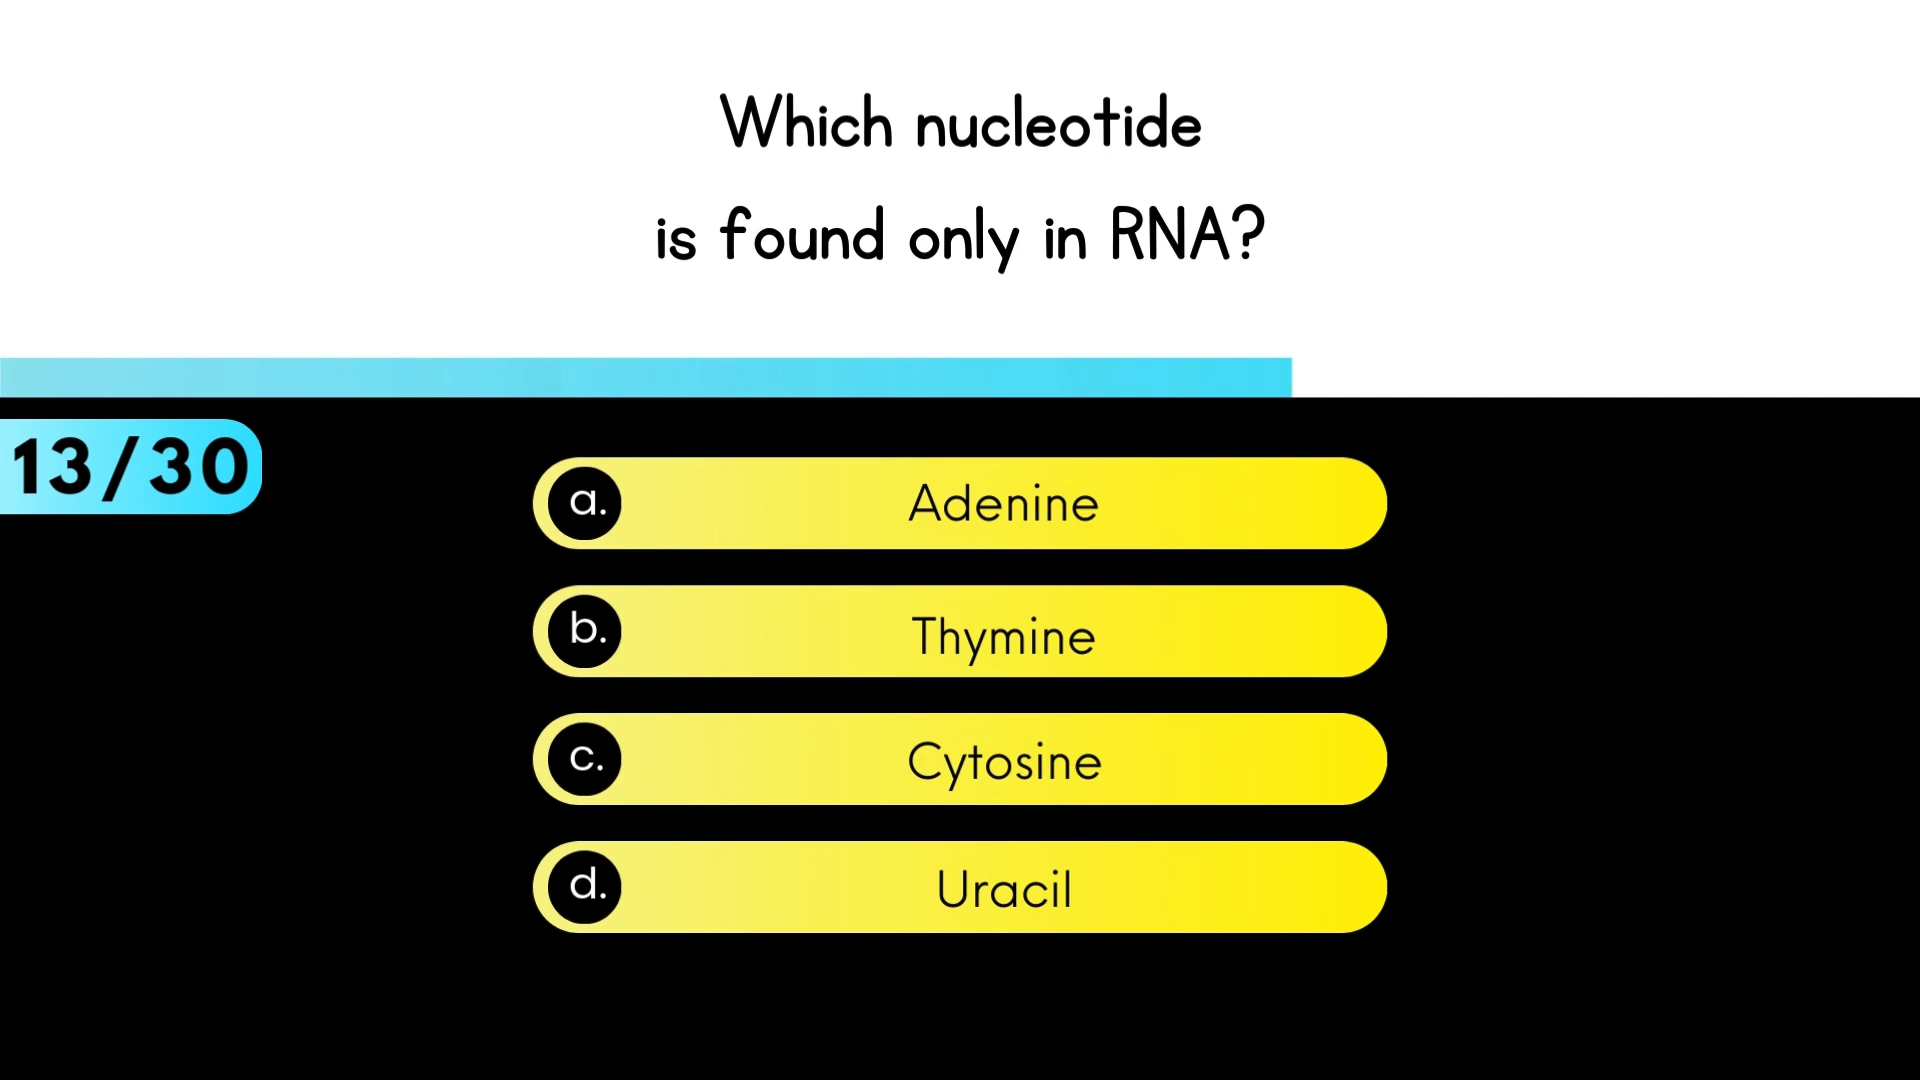 Which nucleotide
is found only in RNA?
13/30
a. Adenine
b. Thymine
c. Cytosine
d. Uracil